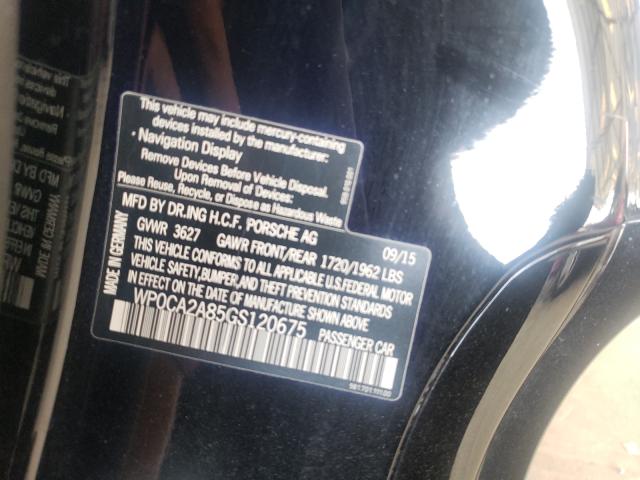 This vehicle may include mercury-containing
devices installed by the manufacturer:
• Navigation Display
Remove Devices Before Vehicle Disposal.
Upon Removal of Devices:
Please Reuse, Recycle, or Dispose as Hazardous Waste
MFD BY DR.ING H.C.F. PORSCHE AG
MADE IN GERMANY
09/15
GVWR 3627 GAWR FRONT/REAR 1720/1962 LBS
THIS VEHICLE CONFORMS TO ALL APPLICABLE U.S.FEDERAL MOTOR
VEHICLE SAFETY,BUMPER,AND THEFT PREVENTION STANDARDS
IN EFFECT ON THE DATE OF MANUFACTURE SHOWN ABOVE
WP0CA2A85GS120675
PASSENGER CAR